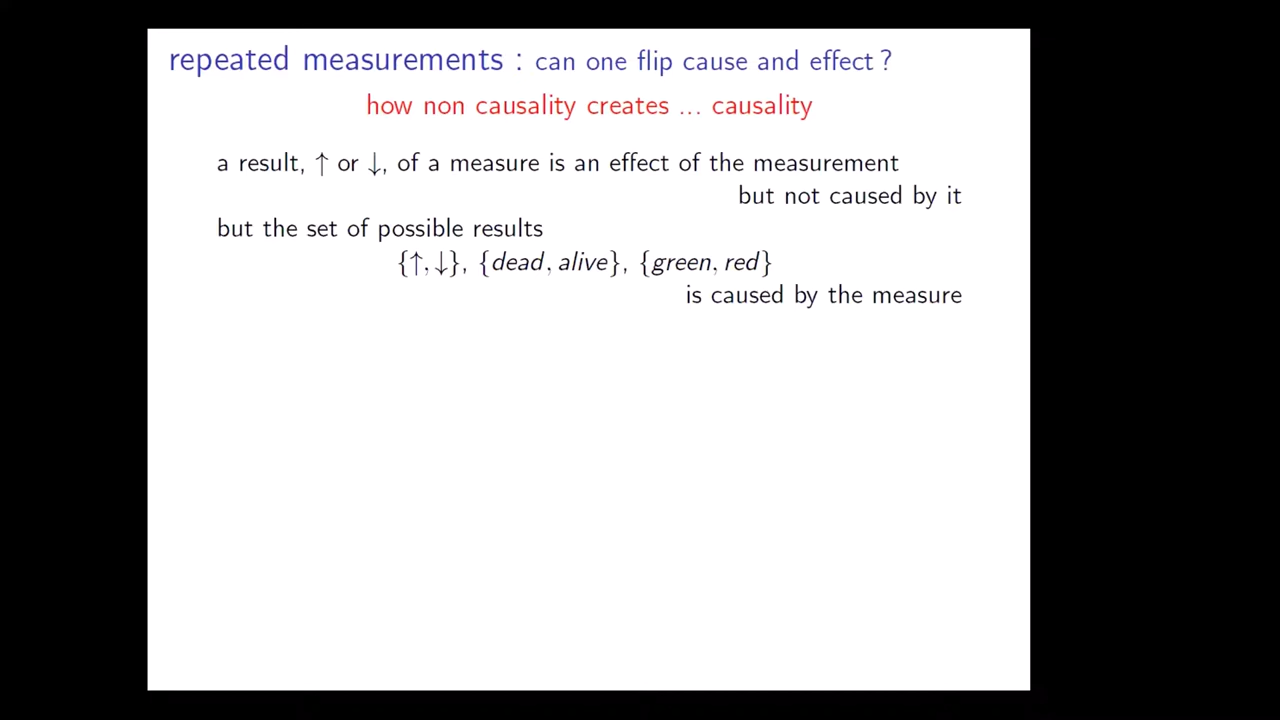 repeated measurements : can one flip cause and effect ?
how non causality creates ... causality
a result, ↑ or ↓, of a measure is an effect of the measurement
but not caused by it
but the set of possible results
{↑, ↓}, {dead, alive}, {green, red}
is caused by the measure